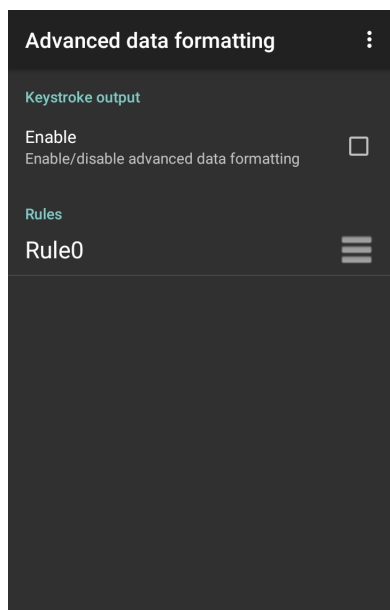 Advanced data formatting
Keystroke output
Enable
Enable/disable advanced data formatting
Rules
Rule0